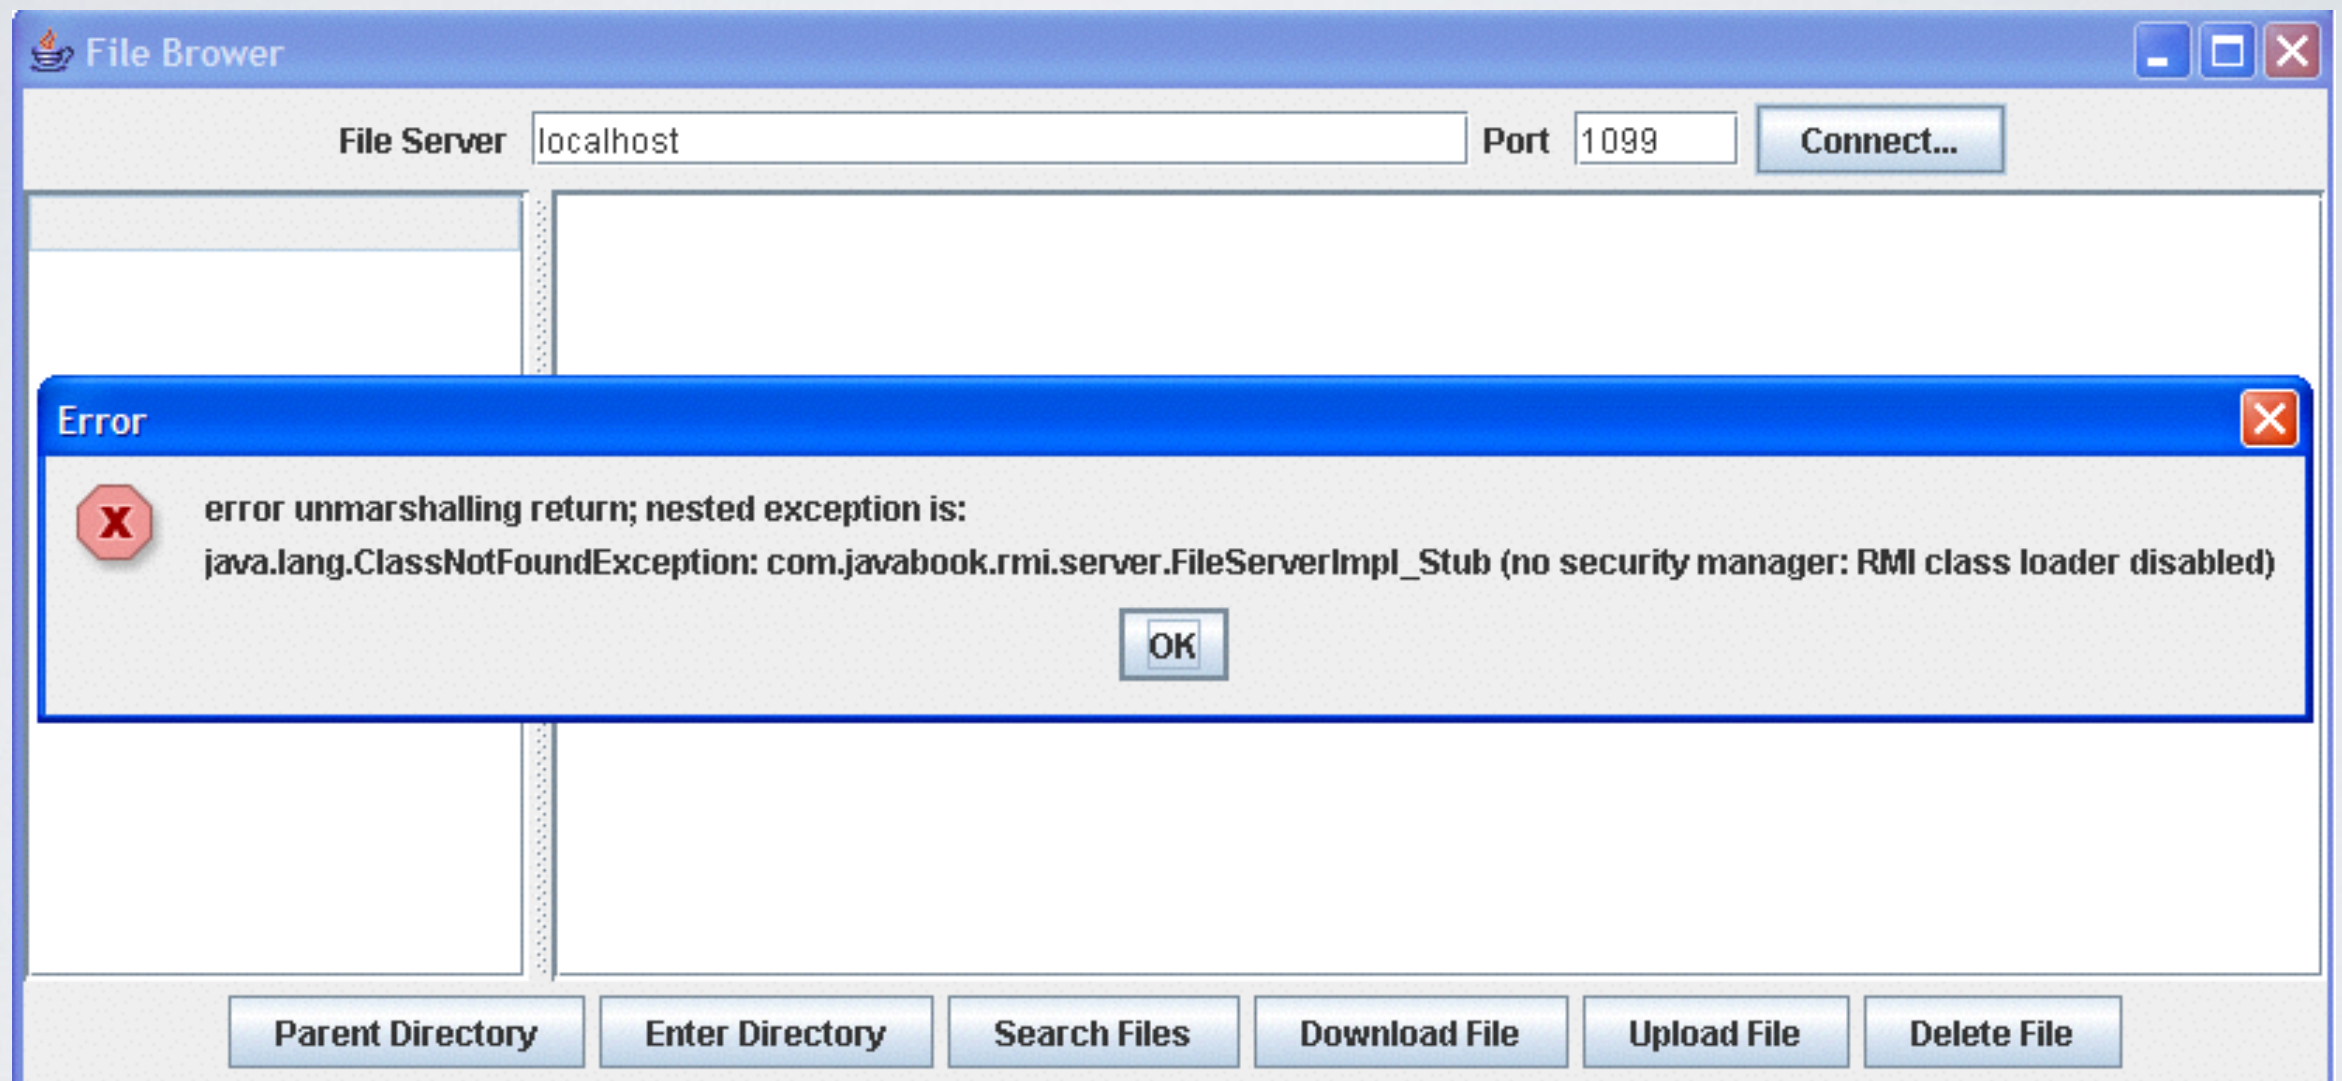 File Brower
File Server localhost Port 1099 Connect...
Error
error unmarshalling return; nested exception is:
java.lang.ClassNotFoundException: com.javabook.rmi.server.FileServerImpl_Stub (no security manager: RMI class loader disabled)
OK
Parent Directory Enter Directory Search Files Download File Upload File Delete File